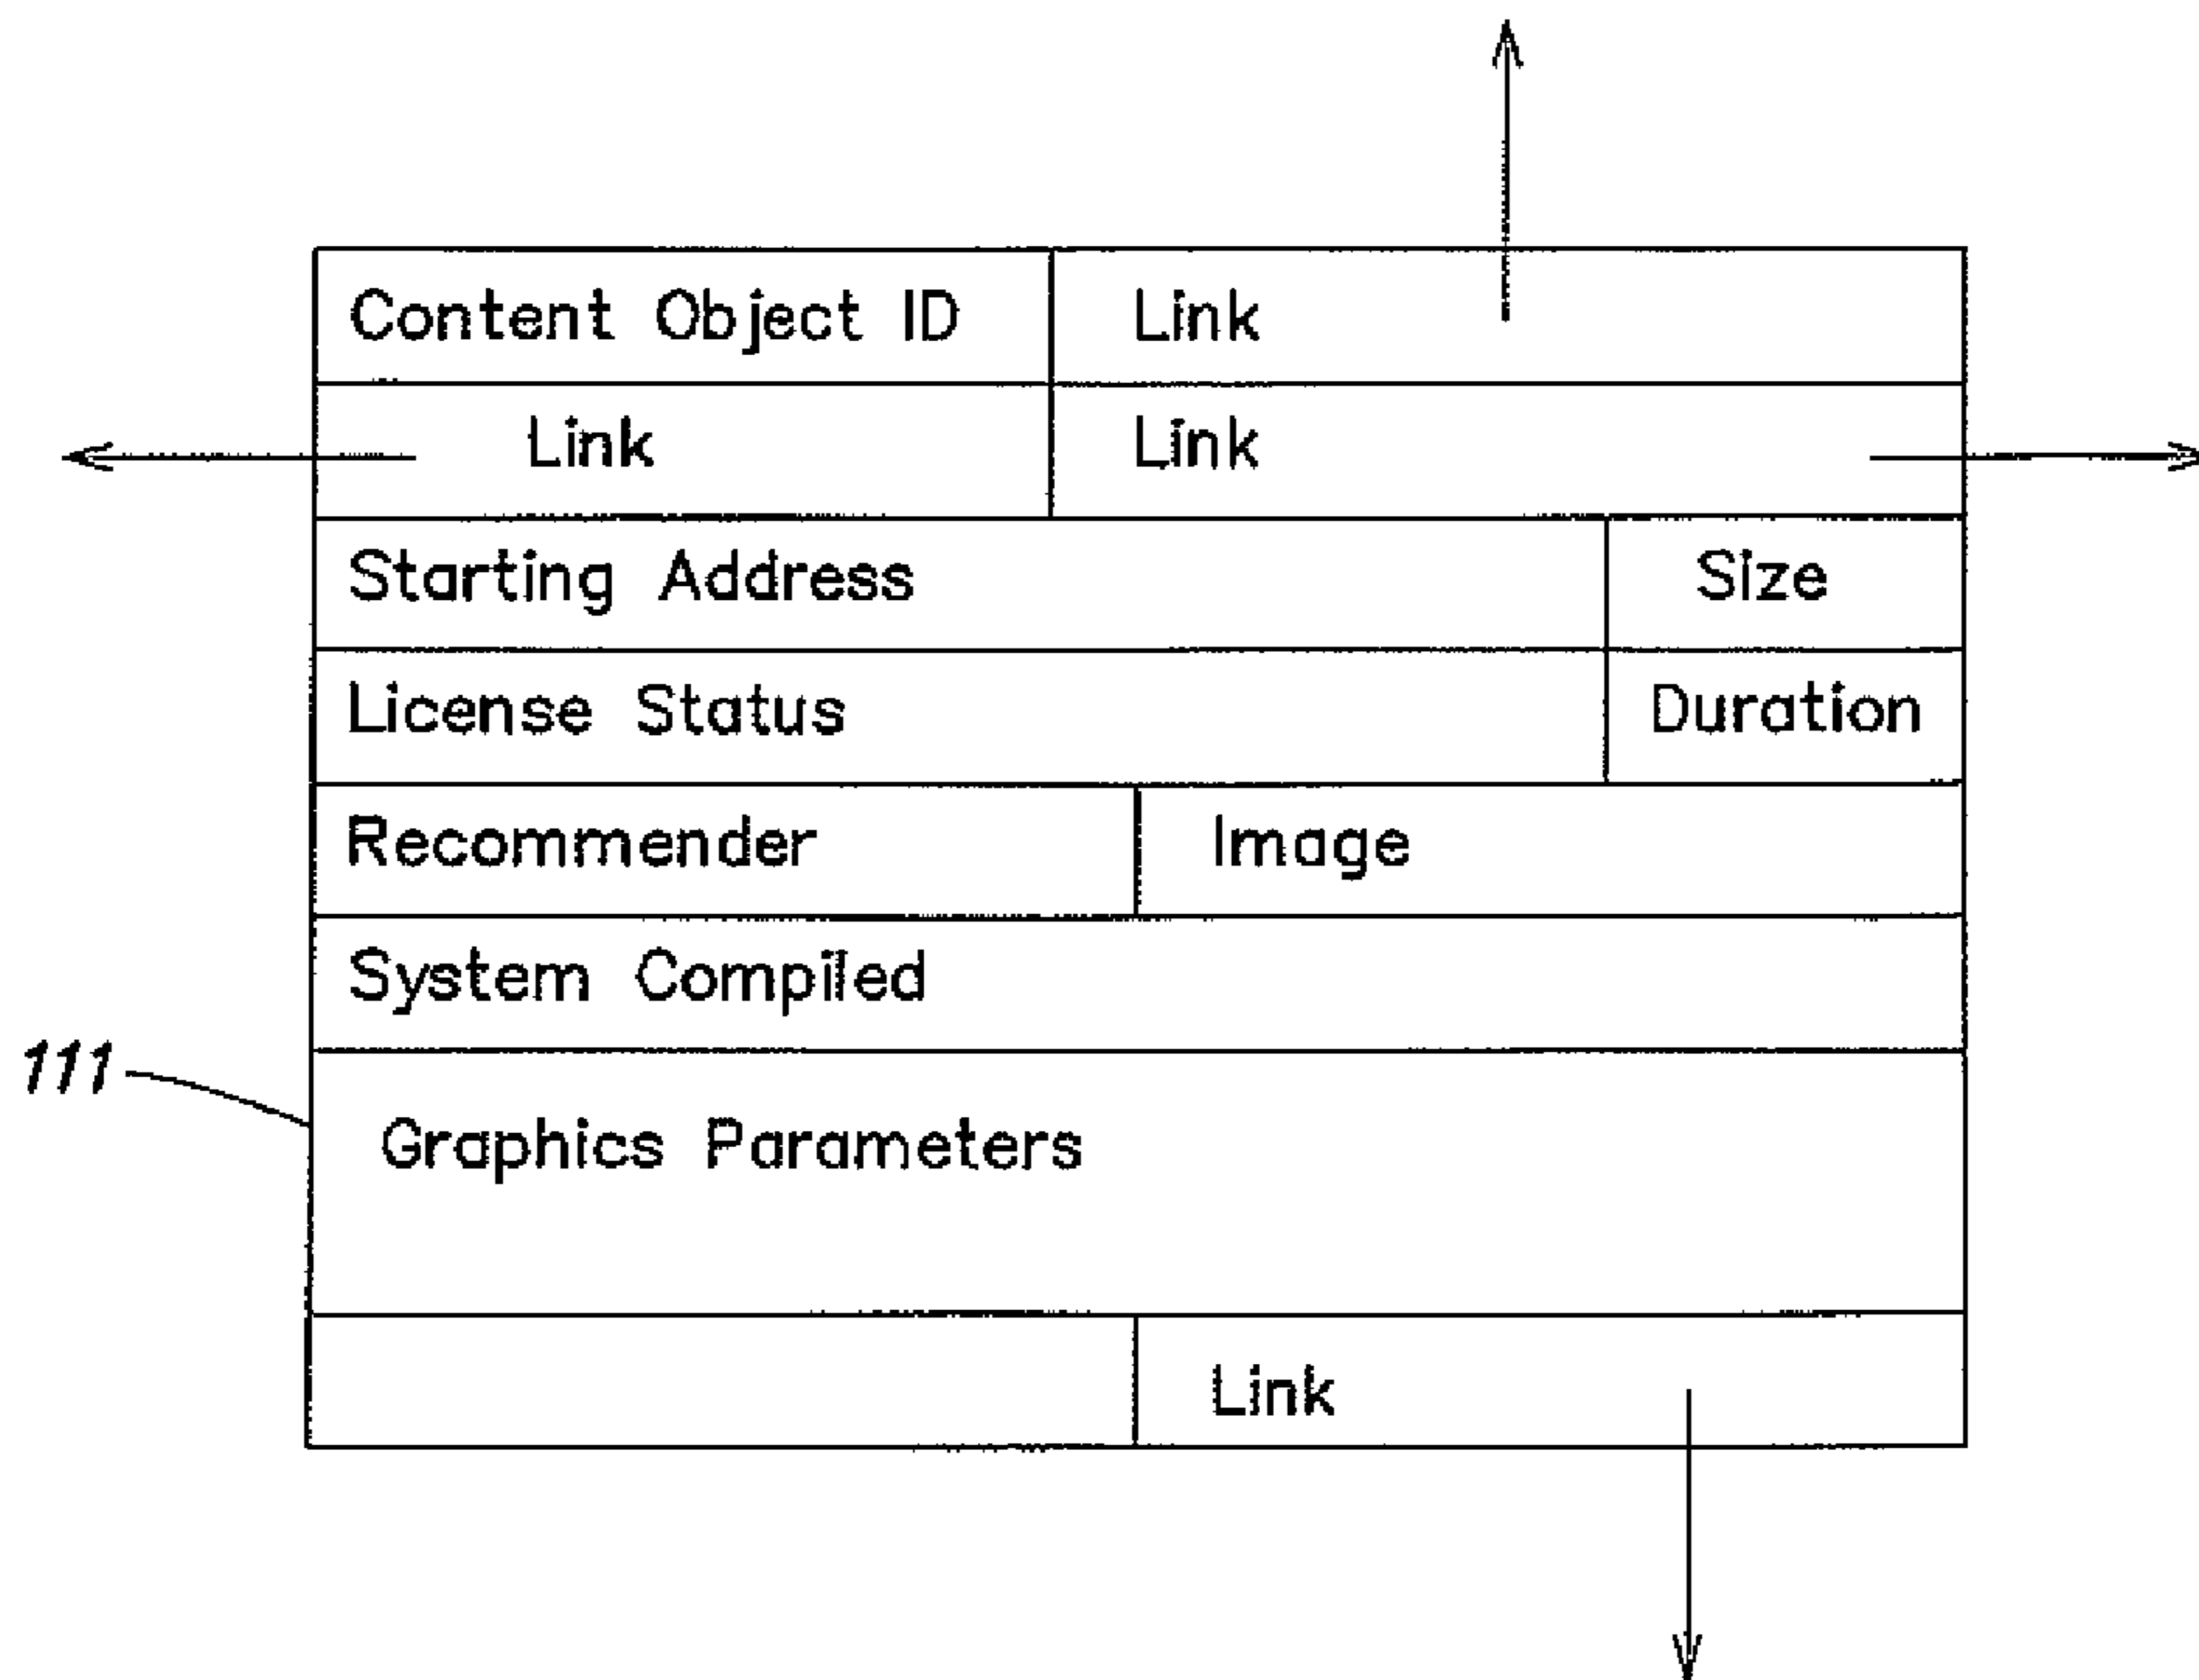 Content Object ID Link
Link Link
Starting Address Size
License Status Duration
Recommender Image
System Compiled
111
Graphics Parameters
Link